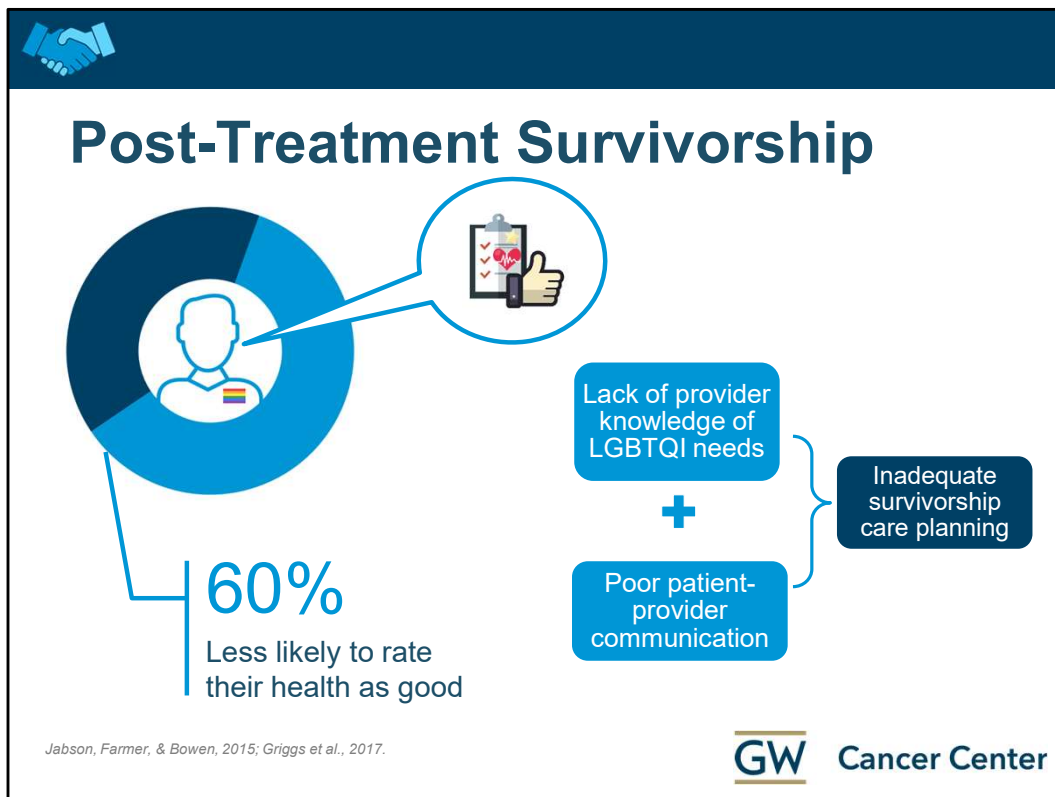 Post-Treatment Survivorship
60%
Less likely to rate
their health as good
Lack of provider
knowledge of
LGBTQI needs
Poor patient-
provider
communication
Inadequate
survivorship
care planning
Jabson, Farmer, & Bowen, 2015; Griggs et al., 2017.
GW Cancer Center